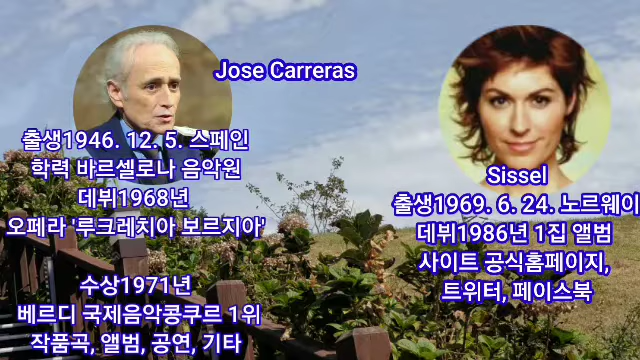 Jose Carreras
출생1946. 12. 5. 스페인
학력 바르셀로나 음악원
데뷔1968년
오페라 '루크레치아 보르지아'
수상1971년
베르디 국제음악콩쿠르 1위
작품곡, 앨범, 공연, 기타
Sissel
출생1969. 6. 24. 노르웨이
데뷔1986년 1집 앨범
사이트 공식홈페이지,
트위터, 페이스북